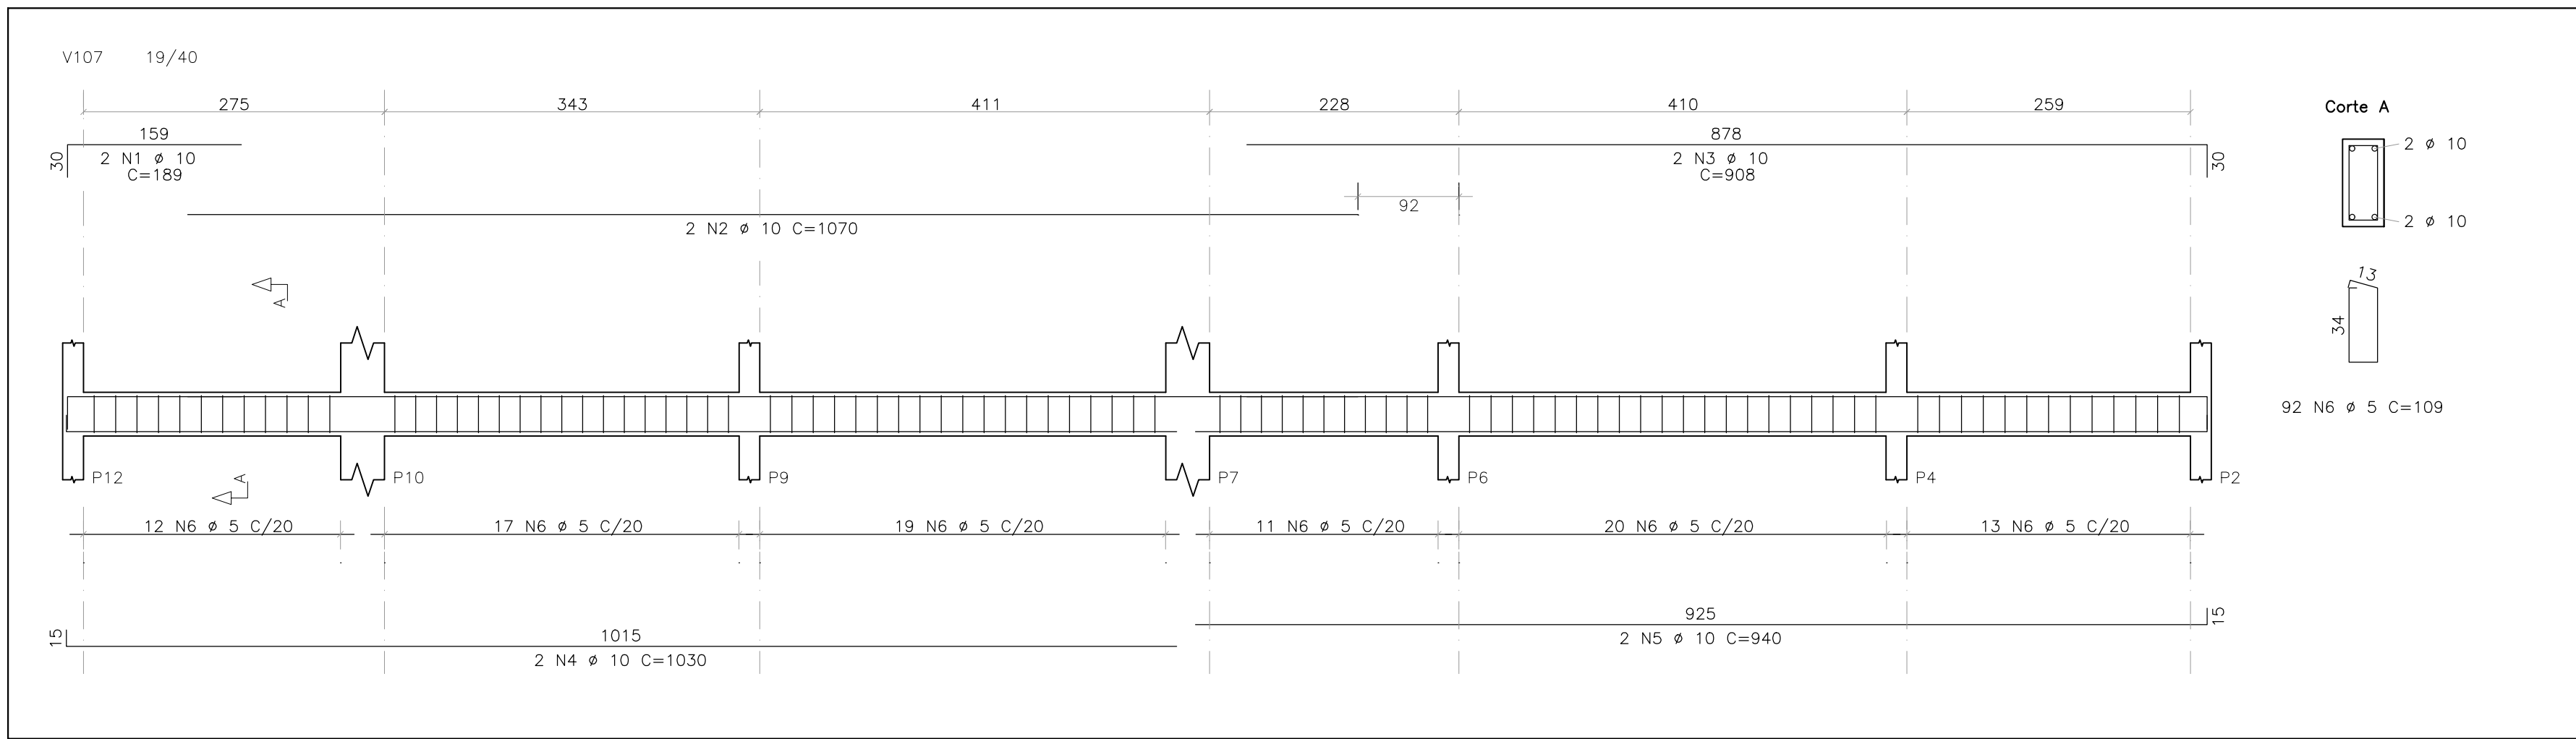 V107 19/40
275 343 411 228 410 259
Corte A
159
30
2 N1 ø 10
C=189
878
2 N3 ø 10
C=908
30
2 ø 10
92
2 N2 ø 10 C=1070
2 ø 10
A
13
34
92 N6 ø 5 C=109
P12 P10 P9 P7 P6 P4 P2
A
12 N6 ø 5 C/20 17 N6 ø 5 C/20 19 N6 ø 5 C/20 11 N6 ø 5 C/20 20 N6 ø 5 C/20 13 N6 ø 5 C/20
15
1015
2 N4 ø 10 C=1030
925
2 N5 ø 10 C=940
15